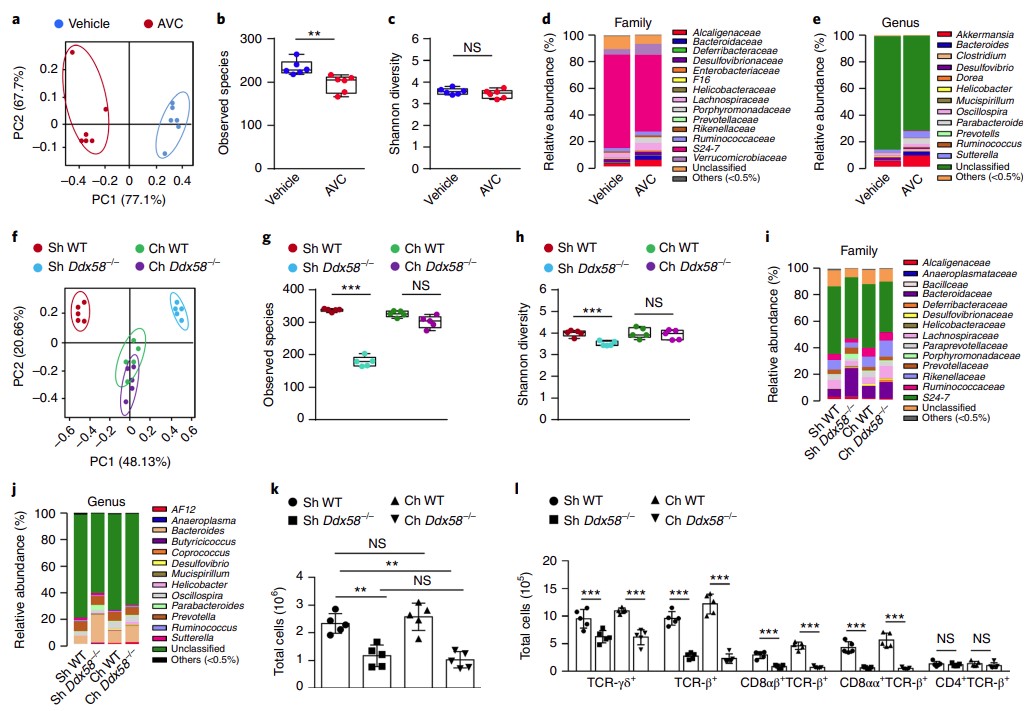 a
Vehicle
AVC
PC2 (67.7%)
0.2
0.1
0
−0.1
−0.4
−0.2
0
0.2
0.4
PC1 (77.1%)
b
Observed species
300
200
100
0
**
Vehicle
AVC
c
Shannon diversity
6
5
4
3
2
1
0
NS
Vehicle
AVC
d
Family
Relative abundance (%)
100
80
60
40
20
0
Vehicle
AVC
Alcaligenaceae
Bacteroidaceae
Deferribacteraceae
Desulfovibrionaceae
Enterobacteriaceae
F16
Helicobacteraceae
Lachnospiraceae
Porphyromonadaceae
Prevotellaceae
Rikenellaceae
Ruminococcaceae
S24-7
Verrucomicrobiaceae
Unclassified
Others (<0.5%)
e
Genus
Relative abundance (%)
100
80
60
40
20
0
Vehicle
AVC
Akkermansia
Bacteroides
Clostridium
Desulfovibrio
Dorea
Helicobacter
Mucispirillum
Oscillospira
Parabacteroide
Prevotells
Ruminococcus
Sutterella
Unclassified
Others (<0.5%)
f
Sh WT
Ch WT
Sh Ddx58−/−
Ch Ddx58−/−
PC2 (20.66%)
0.2
0
−0.2
−0.4
−0.6
−0.4
−0.2
0
0.2
0.4
0.6
PC1 (48.13%)
g
Sh WT
Ch WT
Sh Ddx58−/−
Ch Ddx58−/−
Observed species
400
300
200
100
0
***
NS
h
Sh WT
Ch WT
Sh Ddx58−/−
Ch Ddx58−/−
Shannon diversity
6
5
4
3
2
1
0
***
NS
i
Family
Relative abundance (%)
100
80
60
40
20
0
Sh WT
Sh Ddx58−/−
Ch WT
Ch Ddx58−/−
Alcaligenaceae
Anaeroplasmataceae
Bacillceae
Bacteroidaceae
Deferribacteraceae
Desulfovibrionaceae
Helicobacteraceae
Lachnospiraceae
Paraprevotellaceae
Porphyromonadaceae
Prevotellaceae
Rikenellaceae
Ruminococcaceae
S24-7
Unclassified
Others (<0.5%)
j
Genus
Relative abundance (%)
100
80
60
40
20
0
Sh WT
Sh Ddx58−/−
Ch WT
Ch Ddx58−/−
AF12
Anaeroplasma
Bacteroides
Butyricicoccus
Coprococcus
Desulfovibrio
Mucispirillum
Helicobacter
Oscillospira
Parabacteroides
Prevotella
Ruminococcus
Sutterella
Unclassified
Others (<0.5%)
k
Sh WT
Ch WT
Sh Ddx58−/−
Ch Ddx58−/−
Total cells (10⁶)
4
3
2
1
0
NS
**
NS
**
l
Sh WT
Ch WT
Sh Ddx58−/−
Ch Ddx58−/−
Total cells (10⁵)
20
15
10
5
0
***
***
***
***
***
***
***
***
NS
NS
TCR-γδ⁺
TCR-β⁺
CD8αβ⁺TCR-β⁺
CD8αα⁺TCR-β⁺
CD4⁺TCR-β⁺